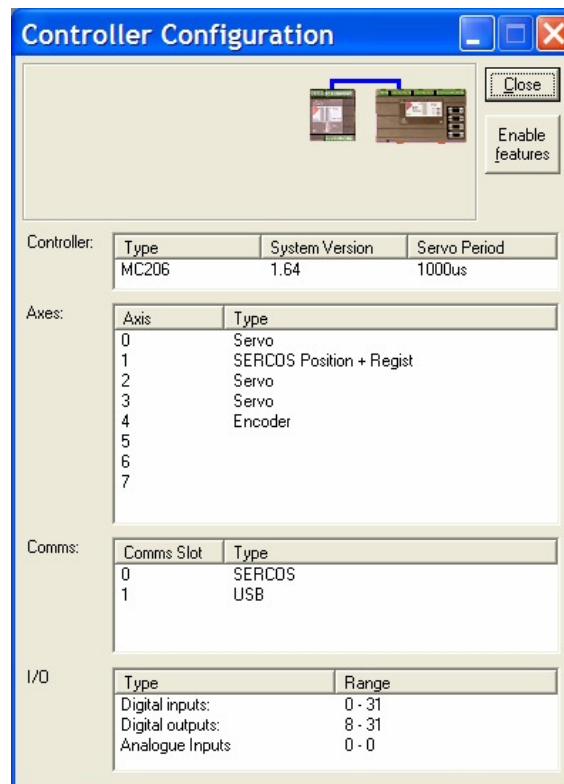 Controller Configuration
Close
Enable features
Controller:
Type System Version Servo Period
MC206 1.64 1000us
Axes:
Axis Type
0 Servo
1 SERCOS Position + Regist
2 Servo
3 Servo
4 Encoder
5
6
7
Comms:
Comms Slot Type
0 SERCOS
1 USB
I/O
Type Range
Digital inputs: 0 - 31
Digital outputs: 8 - 31
Analogue Inputs 0 - 0